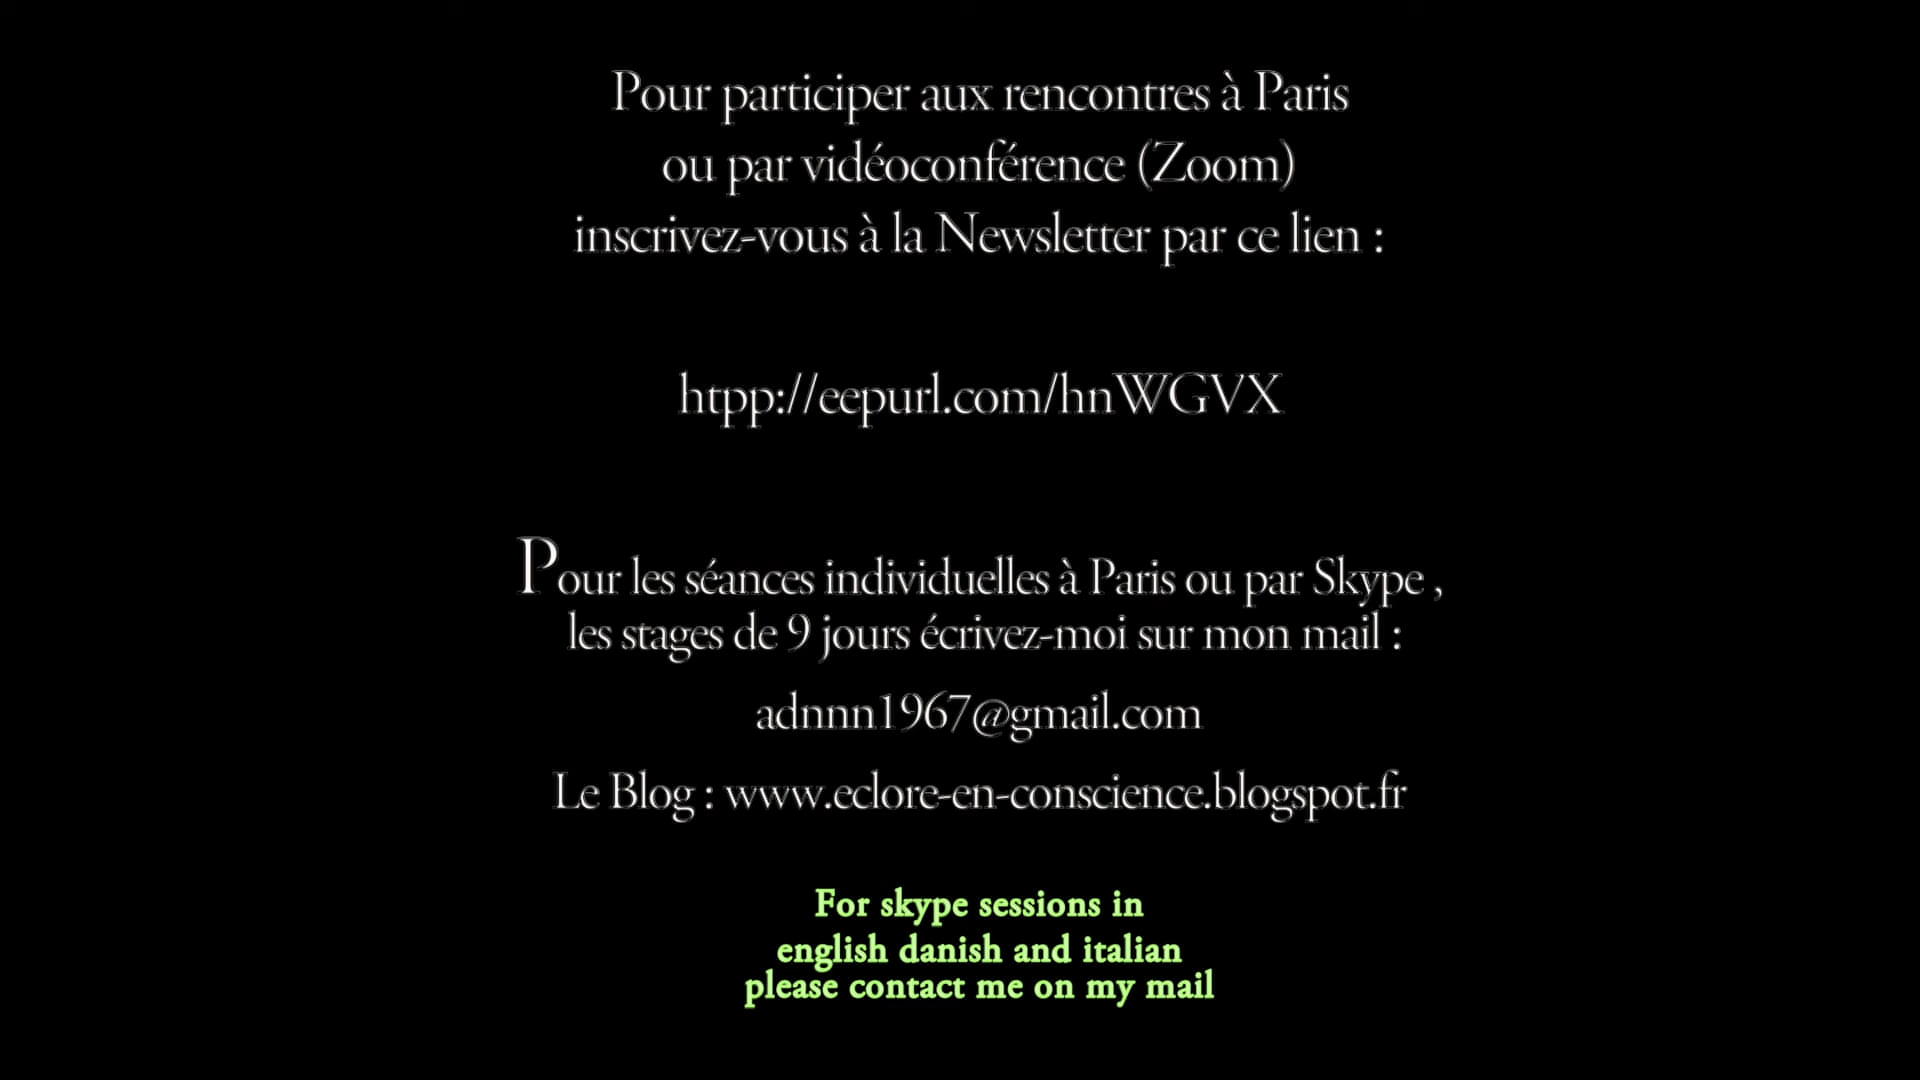 Pour participer aux rencontres à Paris
ou par vidéoconférence (Zoom)
inscrivez-vous à la Newsletter par ce lien :
htpp://eepurl.com/hnWGVX
Pour les séances individuelles à Paris ou par Skype ,
les stages de 9 jours écrivez-moi sur mon mail :
adnnn1967@gmail.com
Le Blog : www.eclore-en-conscience.blogspot.fr
For skype sessions in
english danish and italian
please contact me on my mail